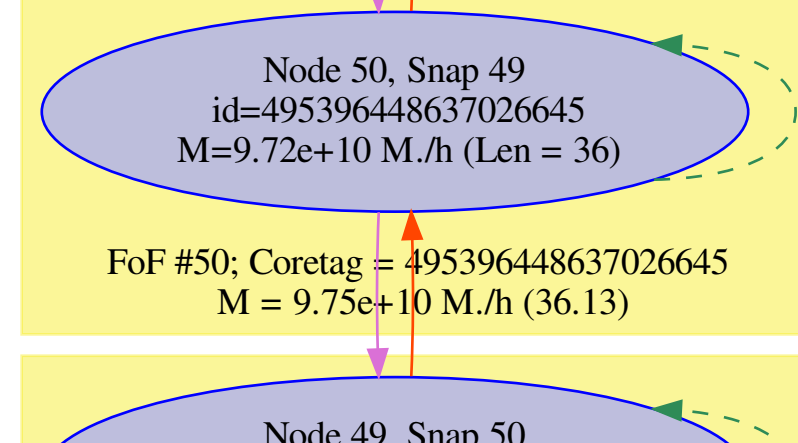 Node 50, Snap 49
id=495396448637026645
M=9.72e+10 M./h (Len = 36)
FoF #50; Coretag = 495396448637026645
M = 9.75e+10 M./h (36.13)
Node 49, Snap 50